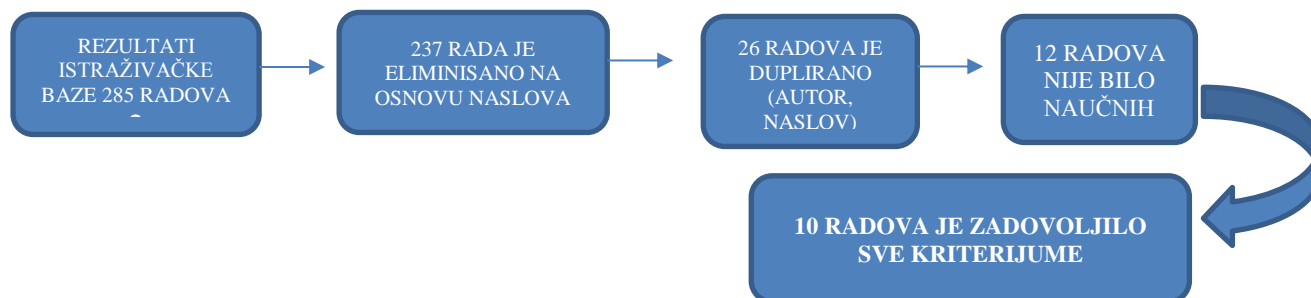 REZULTATI
ISTRAŽIVAČKE
BAZE 285 RADOVA
237 RADA JE
ELIMINISANO NA
OSNOVU NASLOVA
26 RADOVA JE
DUPLIRANO
(AUTOR,
NASLOV)
12 RADOVA
NIJE BILO
NAUČNIH
10 RADOVA JE ZADOVOLJILO
SVE KRITERIJUME